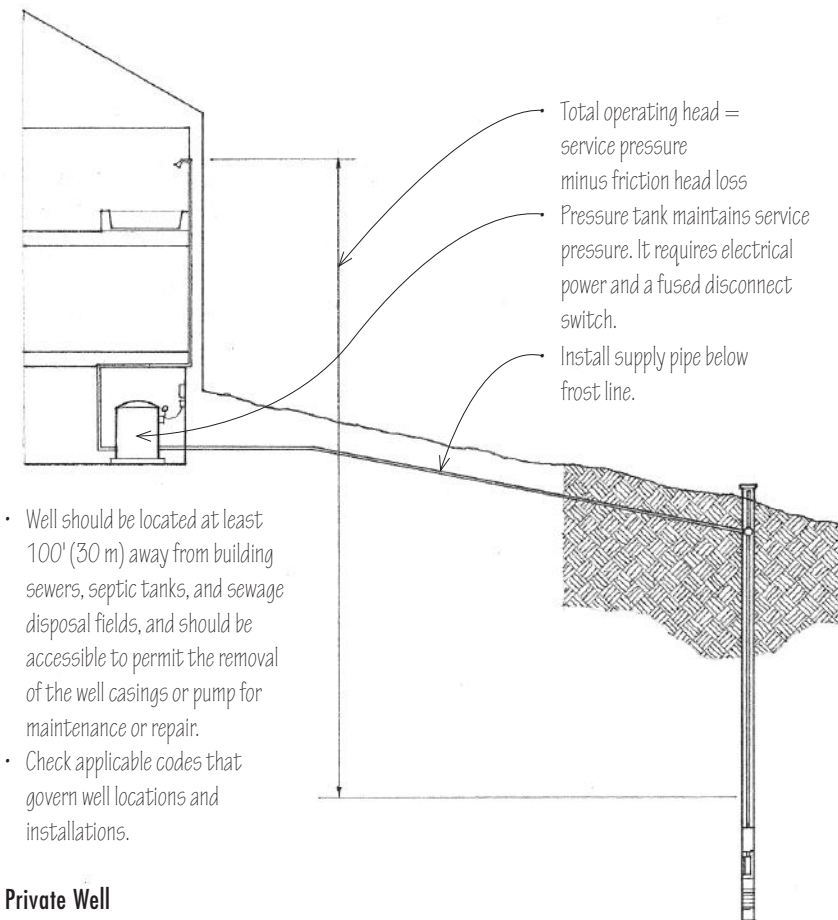 • Total operating head =
service pressure
minus friction head loss
• Pressure tank maintains service
pressure. It requires electrical
power and a fused disconnect
switch.
• Install supply pipe below
frost line.
• Well should be located at least
100' (30 m) away from building
sewers, septic tanks, and sewage
disposal fields, and should be
accessible to permit the removal
of the well casings or pump for
maintenance or repair.
• Check applicable codes that
govern well locations and
installations.
Private Well